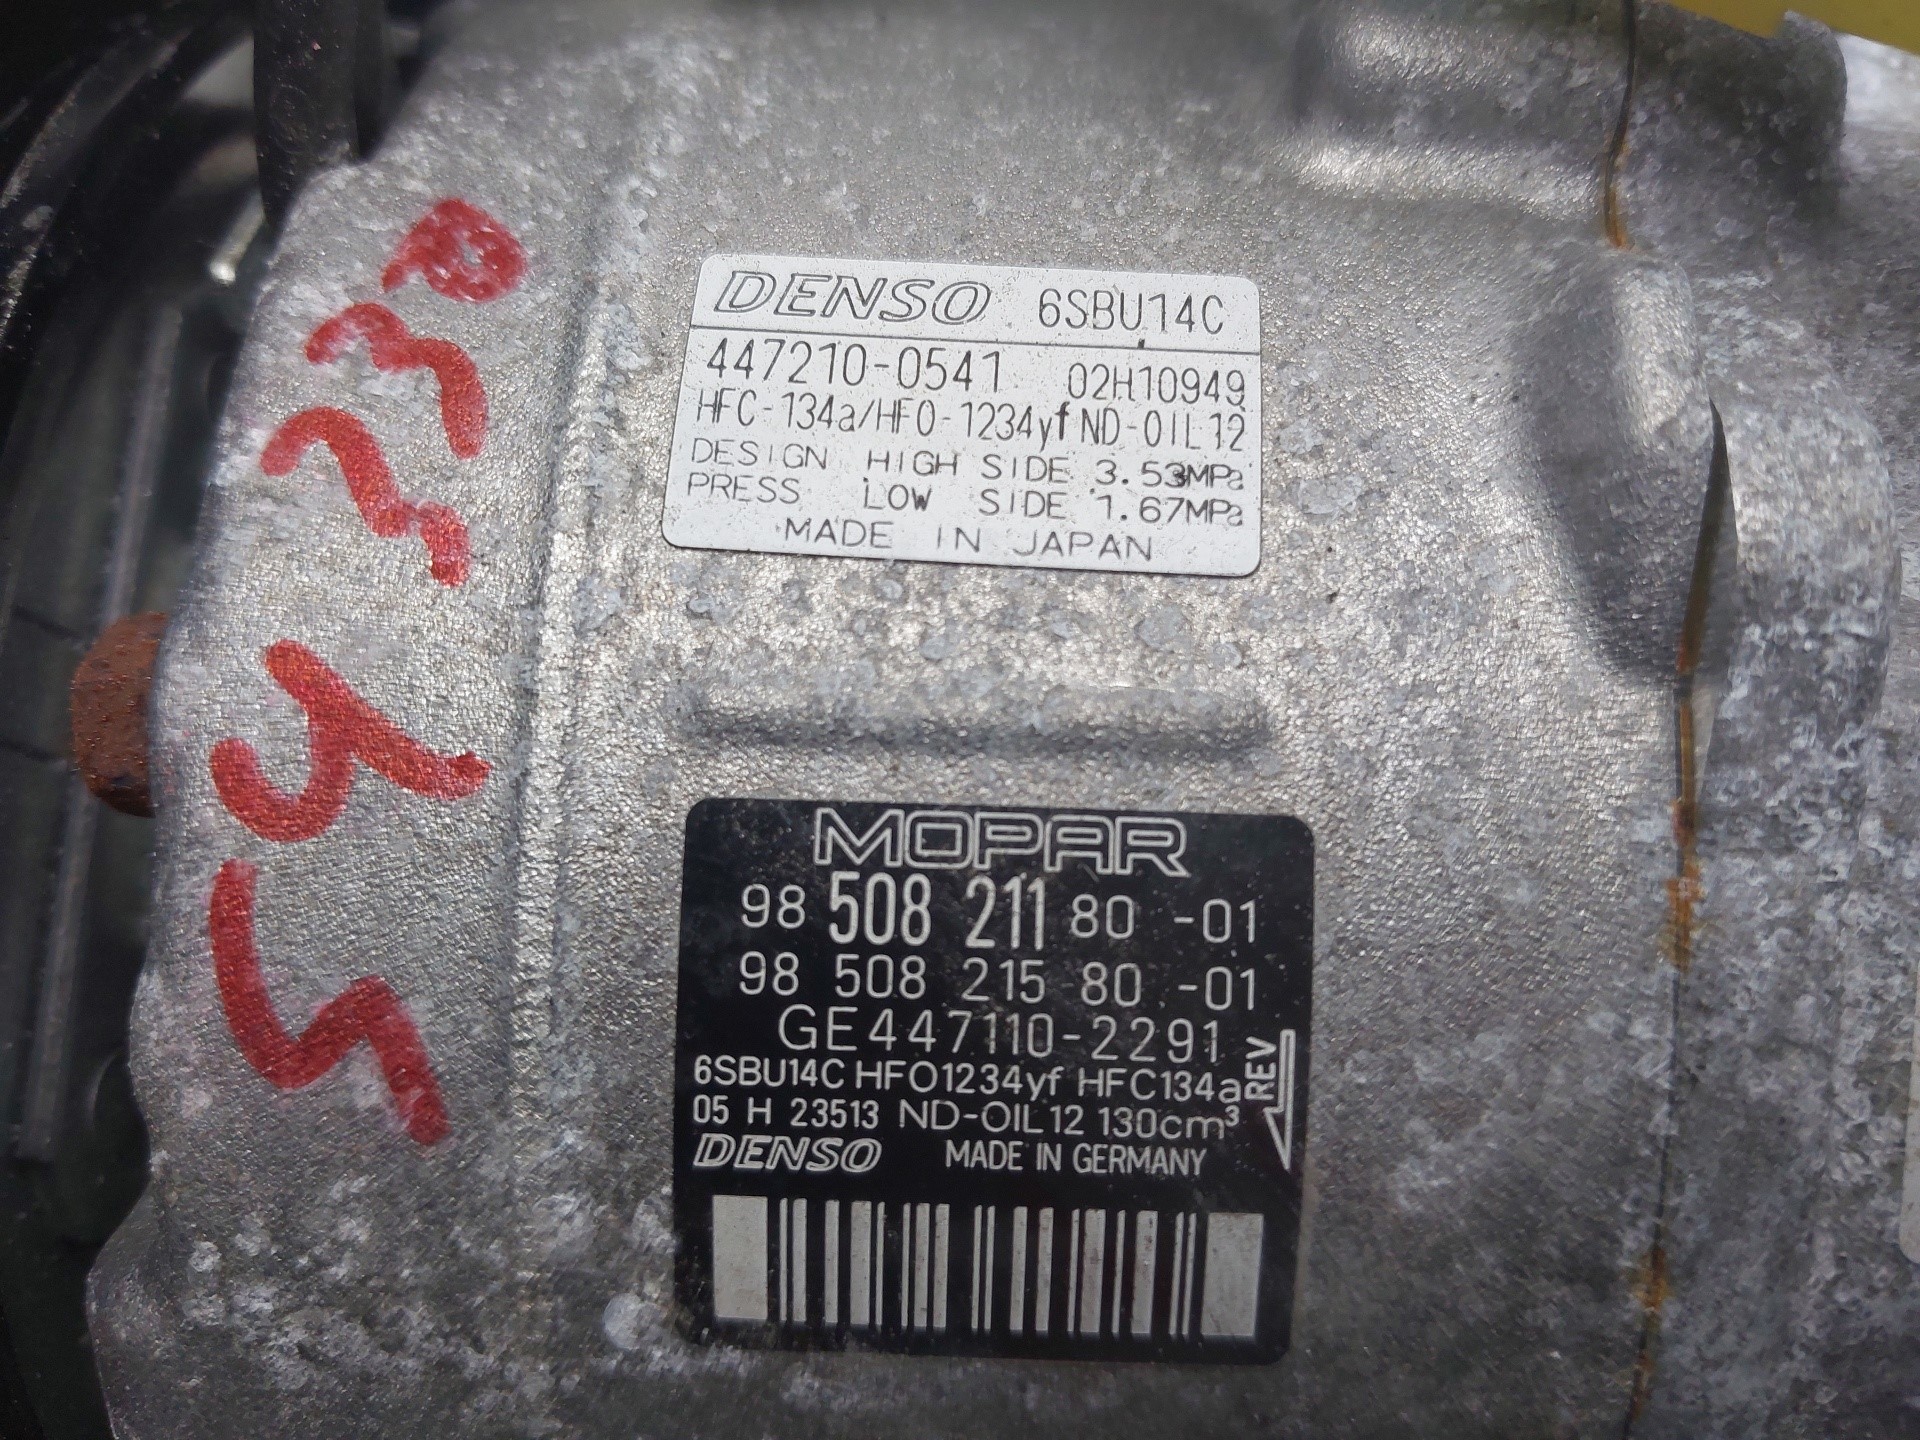 DENSO 6SBU14C
447210-0541 02H10949
HFC-134a/HFO-1234yf ND-OIL 12
DESIGN HIGH SIDE 3.53MPa
PRESS LOW SIDE 1.67MPa
MADE IN JAPAN
MOPAR
98 508 211 80 -01
98 508 215 80 -01
GE447110-2291
6SBU14C HFO1234yf HFC134a
REV
05 H 23513 ND-OIL12 130cm³
DENSO MADE IN GERMANY